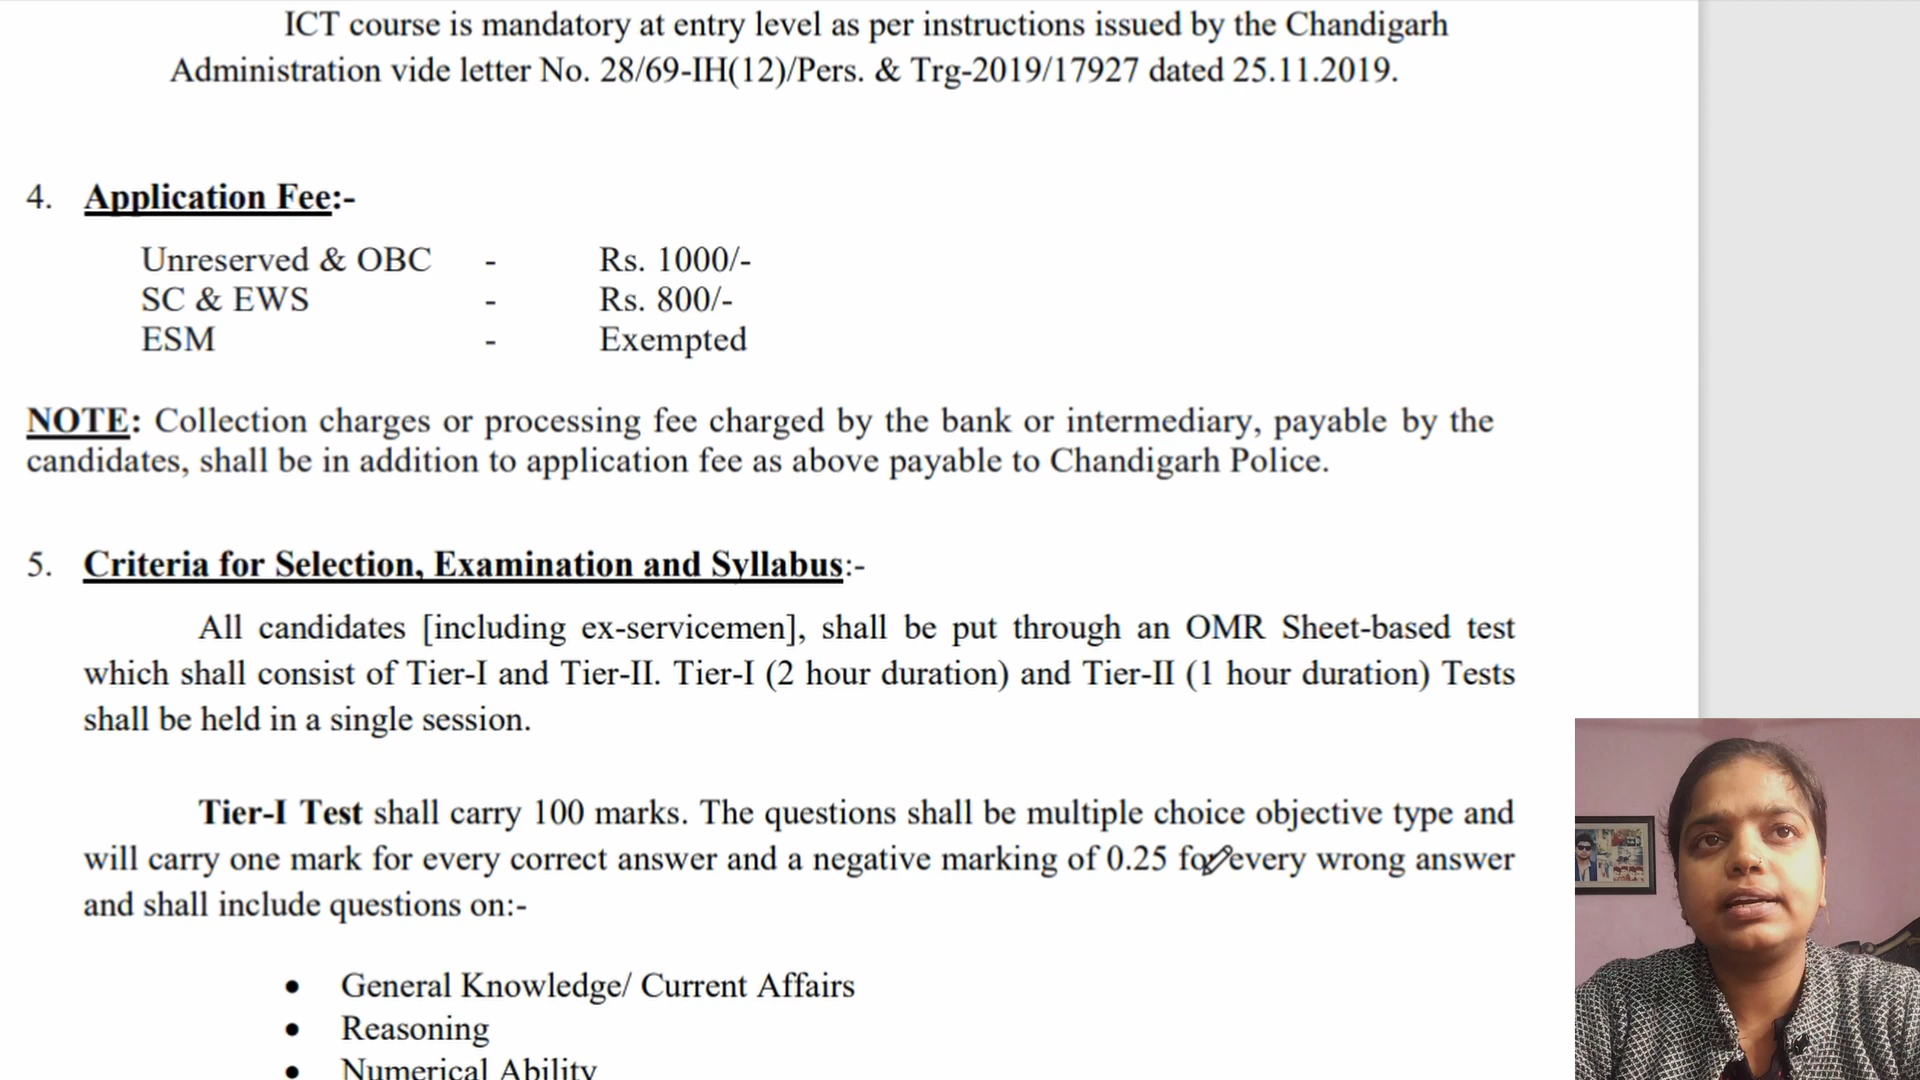 ICT course is mandatory at entry level as per instructions issued by the Chandigarh
Administration vide letter No. 28/69-IH(12)/Pers. & Trg-2019/17927 dated 25.11.2019.
4. Application Fee:-
Unreserved & OBC - Rs. 1000/-
SC & EWS - Rs. 800/-
ESM - Exempted
NOTE: Collection charges or processing fee charged by the bank or intermediary, payable by the
candidates, shall be in addition to application fee as above payable to Chandigarh Police.
5. Criteria for Selection, Examination and Syllabus:-
All candidates [including ex-servicemen], shall be put through an OMR Sheet-based test
which shall consist of Tier-I and Tier-II. Tier-I (2 hour duration) and Tier-II (1 hour duration) Tests
shall be held in a single session.
Tier-I Test shall carry 100 marks. The questions shall be multiple choice objective type and
will carry one mark for every correct answer and a negative marking of 0.25 for every wrong answer
and shall include questions on:-
• General Knowledge/ Current Affairs
• Reasoning
• Numerical Ability